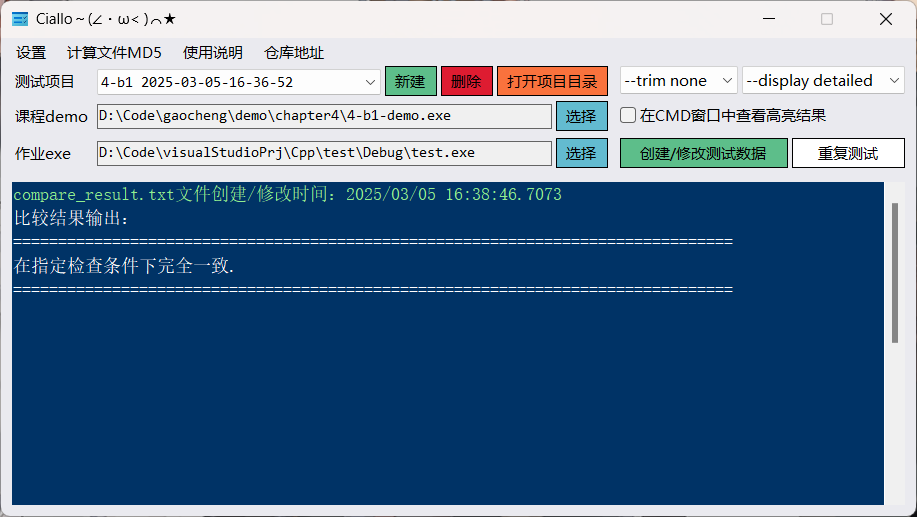 Ciallo～(∠・ω< )⌒★
设置 计算文件MD5 使用说明 仓库地址
测试项目 4-b1 2025-03-05-16-36-52 新建 删除 打开项目目录 --trim none --display detailed
课程demo D:\Code\gaocheng\demo\chapter4\4-b1-demo.exe 选择 在CMD窗口中查看高亮结果
作业exe D:\Code\visualStudioPrj\Cpp\test\Debug\test.exe 选择 创建/修改测试数据 重复测试
compare_result.txt文件创建/修改时间: 2025/03/05 16:38:46.7073
比较结果输出:
================================================================================
在指定检查条件下完全一致.
================================================================================